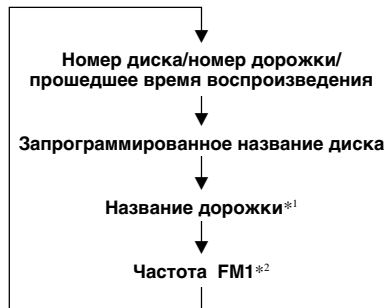 Номер диска/номер дорожки/
прошедшее время воспроизведения
Запрограммированное название диска
Название дорожки*1
Частота FM1*2